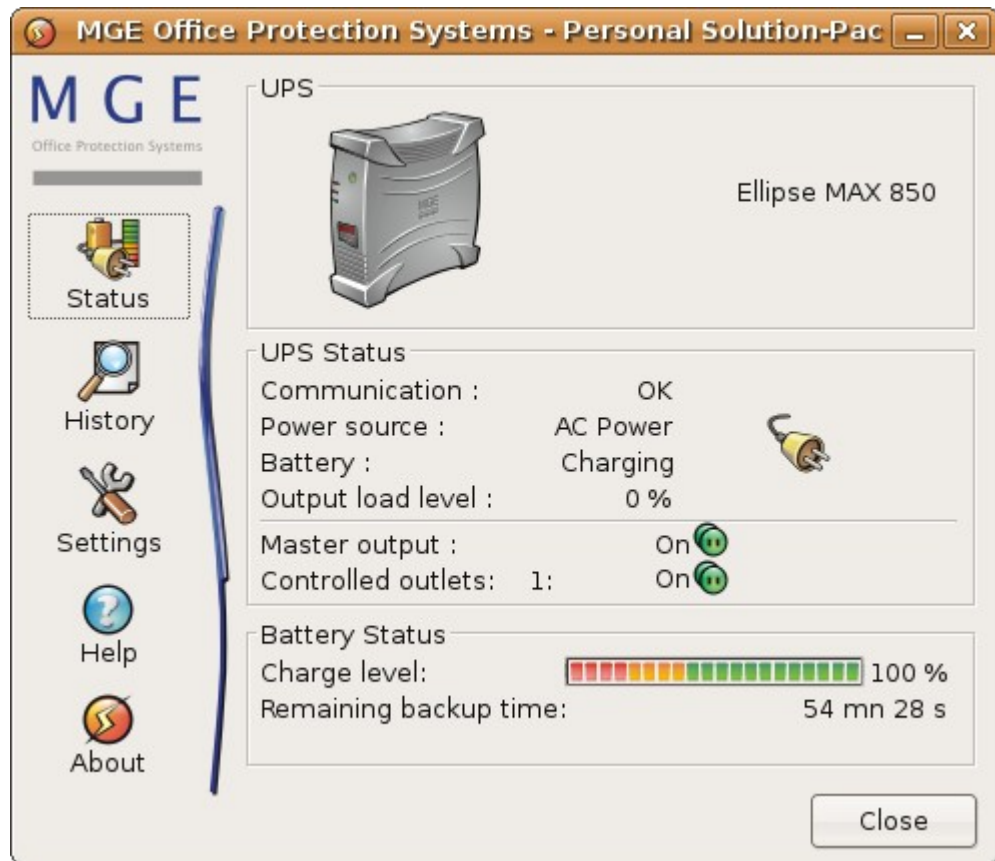 MGE Office Protection Systems - Personal Solution-Pac
M G E
Office Protection Systems
Status
History
Settings
Help
About
UPS
Ellipse MAX 850
UPS Status
Communication : OK
Power source : AC Power
Battery : Charging
Output load level : 0 %
Master output : On
Controlled outlets: 1: On
Battery Status
Charge level: 100 %
Remaining backup time: 54 mn 28 s
Close